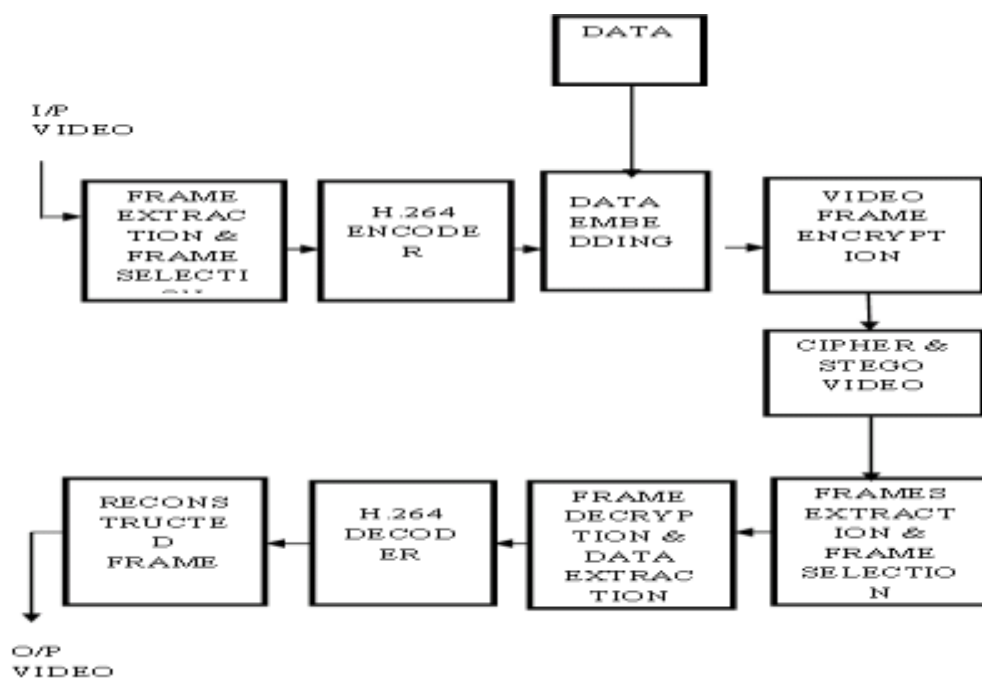 DATA
I/P
VIDEO
FRAME
EXTRAC
TION &
FRAME
SELECTI
H.264
ENCODE
R
DATA
EMBE
DDING
VIDEO
FRAME
ENCRYPT
ION
CIPHER &
STEGO
VIDEO
RECONS
TRUCTE
D
FRAME
H.264
DECOD
ER
FRAME
DECRYP
TION &
DATA
EXTRAC
TION
FRAMES
EXTRACT
ION &
FRAME
SELECTIO
N
O/P
VIDEO